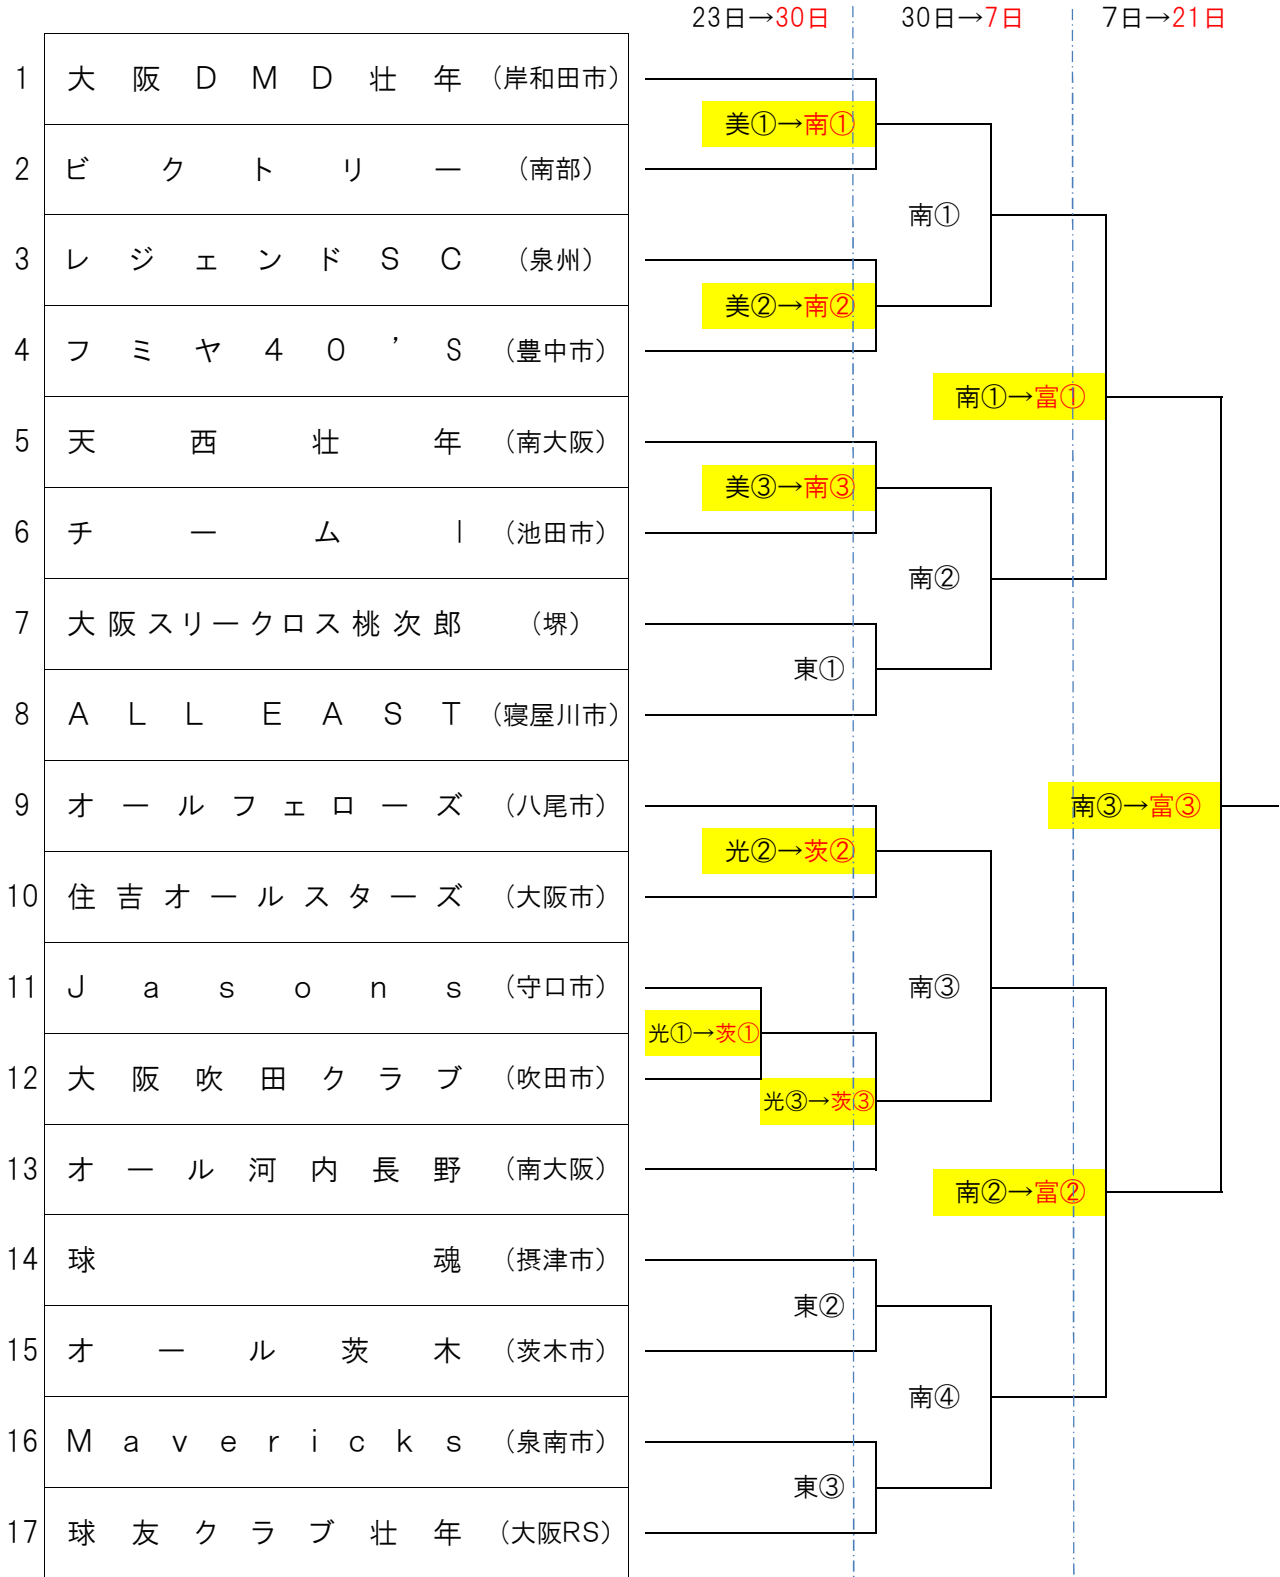 23日→30日 30日→7日 7日→21日
1 大阪DMD壮年 (岸和田市)
美①→南①
2 ビクトリー (南部)
南①
3 レジェンドSC (泉州)
美②→南②
4 フミヤ40'S (豊中市)
南①→富①
5 天西壮年 (南大阪)
美③→南③
6 チームI (池田市)
南②
7 大阪スリークロス桃次郎 (堺)
東①
8 ALL EAST (寝屋川市)
9 オールフェローズ (八尾市)
南③→富③
光②→茨②
10 住吉オールスターズ (大阪市)
11 Jasons (守口市)
南③
光①→茨①
12 大阪吹田クラブ (吹田市)
光③→茨③
13 オール河内長野 (南大阪)
南②→富②
14 球魂 (摂津市)
東②
15 オール茨木 (茨木市)
南④
16 Mavericks (泉南市)
東③
17 球友クラブ壮年 (大阪RS)